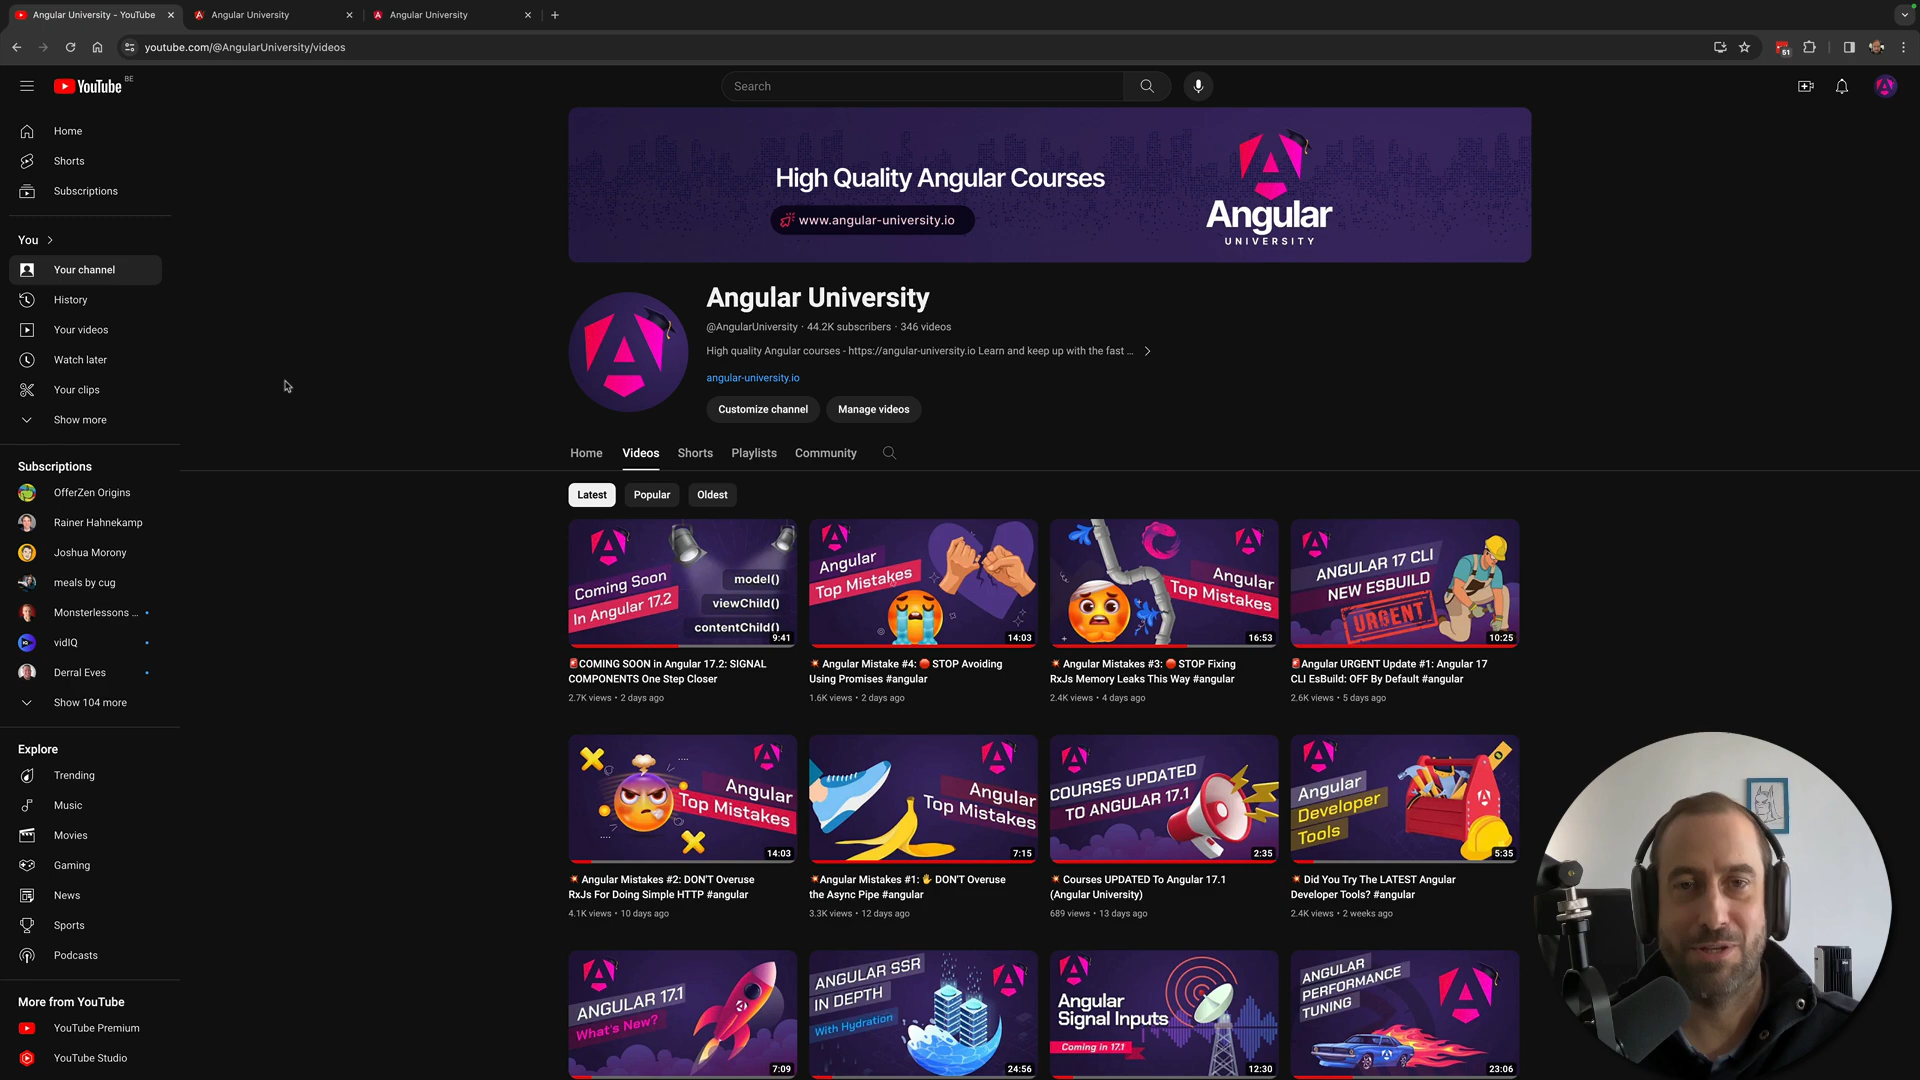 Angular University - YouTube
Angular University
Angular University
youtube.com/@AngularUniversity/videos
51
YouTube BE
Search
Home
Shorts
Subscriptions
You
Your channel
History
Your videos
Watch later
Your clips
Show more
Subscriptions
OfferZen Origins
Rainer Hahnekamp
Joshua Morony
meals by cug
Monsterlessons ...
vidIQ
Derral Eves
Show 104 more
Explore
Trending
Music
Movies
Gaming
News
Sports
Podcasts
More from YouTube
YouTube Premium
YouTube Studio
High Quality Angular Courses
www.angular-university.io
Angular
UNIVERSITY
Angular University
@AngularUniversity · 44.2K subscribers · 346 videos
High quality Angular courses - https://angular-university.io Learn and keep up with the fast ...
angular-university.io
Customize channel
Manage videos
Home
Videos
Shorts
Playlists
Community
Latest
Popular
Oldest
Coming Soon
In Angular 17.2
model()
viewChild()
contentChild()
9:41
🚨COMING SOON in Angular 17.2: SIGNAL
COMPONENTS One Step Closer
2.7K views • 2 days ago
Angular
Top Mistakes
14:03
💥 Angular Mistake #4: 🛑 STOP Avoiding
Using Promises #angular
1.6K views • 2 days ago
Angular
Top Mistakes
16:53
💥 Angular Mistakes #3: 🛑 STOP Fixing
RxJs Memory Leaks This Way #angular
2.4K views • 4 days ago
ANGULAR 17 CLI
NEW ESBUILD
URGENT
10:25
🚨Angular URGENT Update #1: Angular 17
CLI EsBuild: OFF By Default #angular
2.6K views • 5 days ago
Angular
Top Mistakes
14:03
💥 Angular Mistakes #2: DON'T Overuse
RxJs For Doing Simple HTTP #angular
4.1K views • 10 days ago
Angular
Top Mistakes
7:15
💥Angular Mistakes #1: ✋ DON'T Overuse
the Async Pipe #angular
3.3K views • 12 days ago
COURSES UPDATED
TO ANGULAR 17.1
2:35
💥 Courses UPDATED To Angular 17.1
(Angular University)
689 views • 13 days ago
Angular
Developer
Tools
5:35
💥 Did You Try The LATEST Angular
Developer Tools? #angular
2.4K views • 2 weeks ago
ANGULAR 17.1
What's New?
7:09
ANGULAR SSR
IN DEPTH
With Hydration
24:56
Angular
Signal Inputs
Coming in 17.1
12:30
ANGULAR
PERFORMANCE
TUNING
23:06